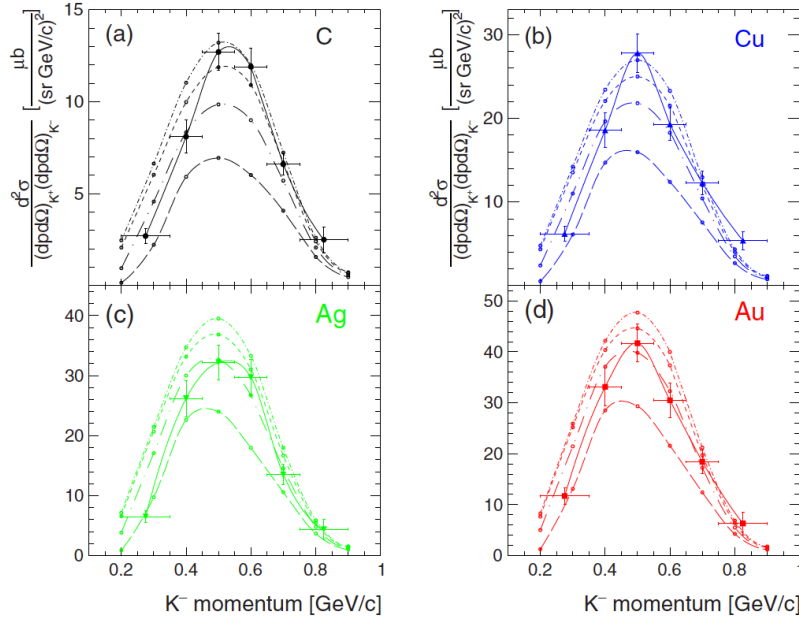 (a) C
15
10
5
d²σ
(dpdΩ)K⁺(dpdΩ)K⁻
[ μb
(sr GeV/c)² ]
(b) Cu
30
20
10
d²σ
(dpdΩ)K⁺(dpdΩ)K⁻
[ μb
(sr GeV/c)² ]
(c) Ag
40
30
20
10
0
0.2 0.4 0.6 0.8 1
K⁻ momentum [GeV/c]
(d) Au
50
40
30
20
10
0
0.2 0.4 0.6 0.8 1
K⁻ momentum [GeV/c]